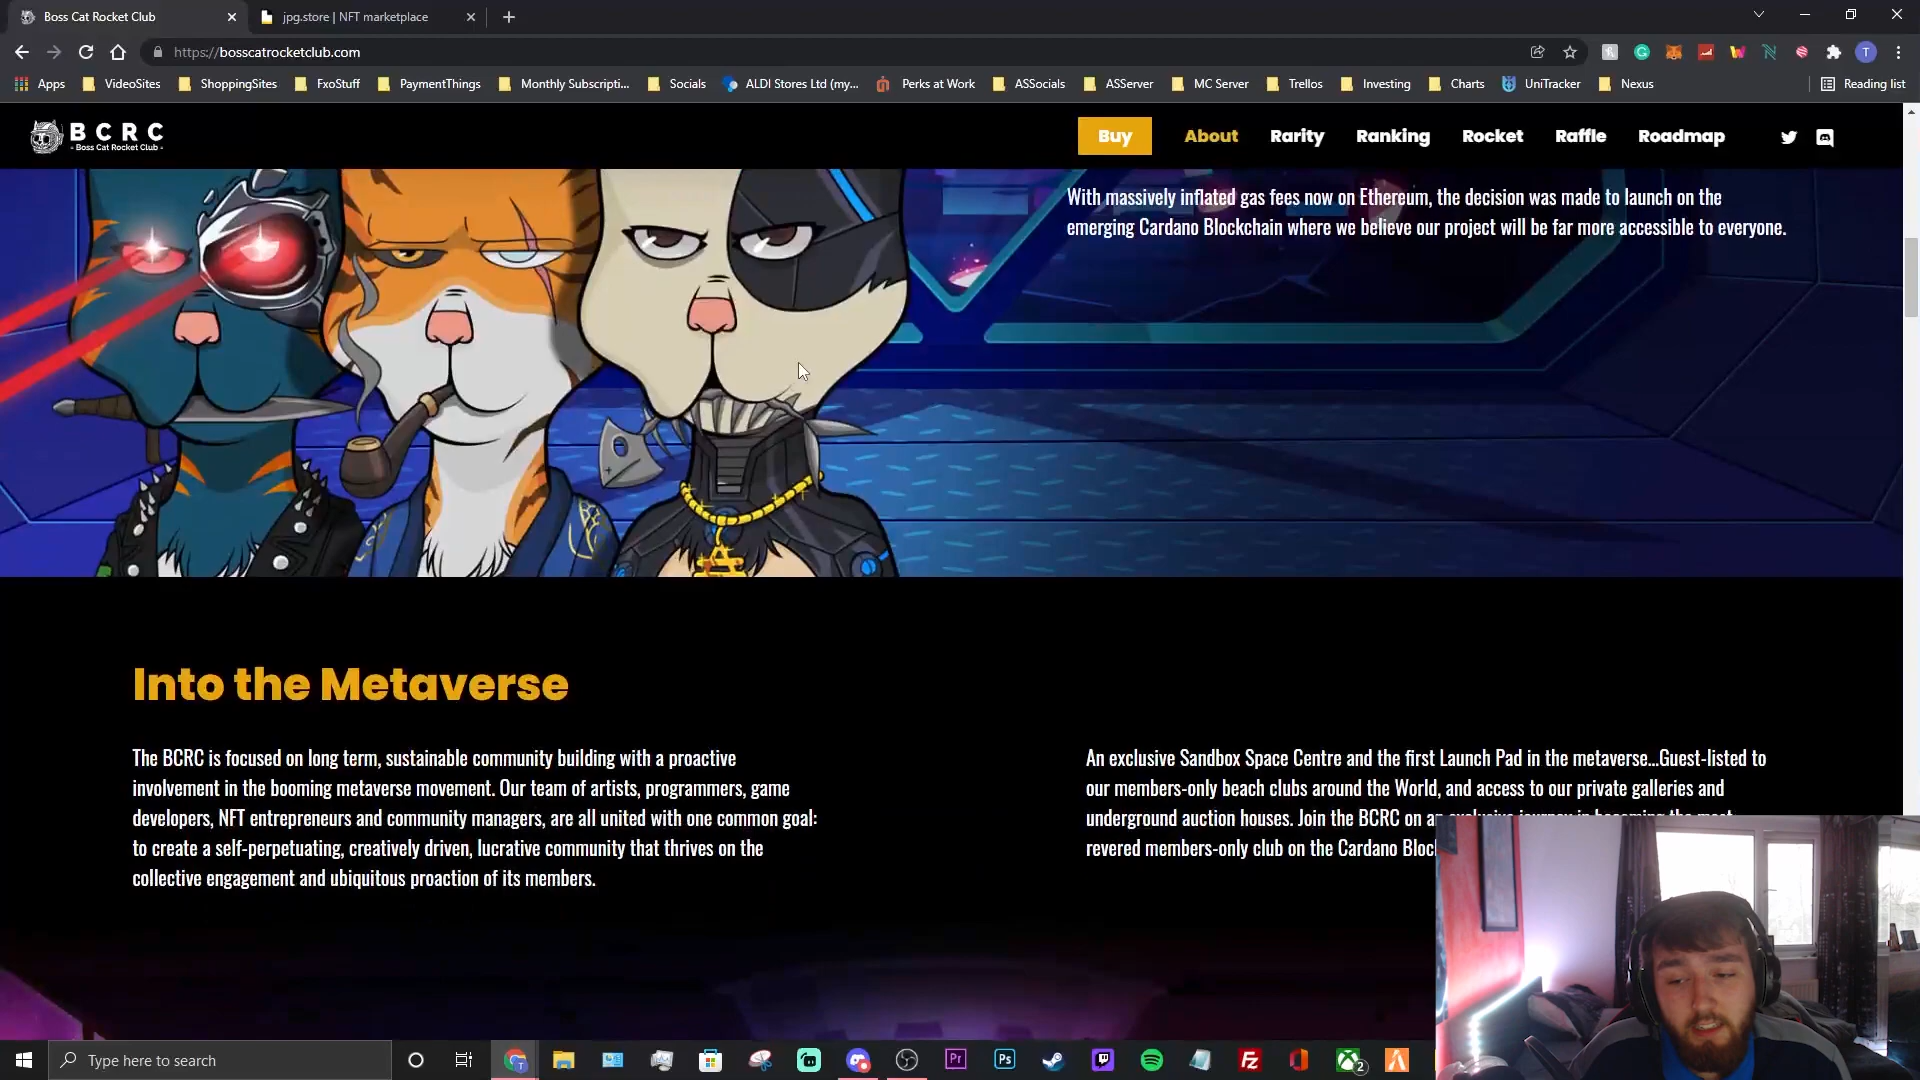 Boss Cat Rocket Club
jpg.store | NFT marketplace
https://bosscatrocketclub.com
Apps VideoSites ShoppingSites FxoStuff PaymentThings Monthly Subscripti... Socials ALDI Stores Ltd (my... Perks at Work ASSocials ASServer MC Server Trellos Investing Charts UniTracker Nexus Reading list
BCRC
- Boss Cat Rocket Club -
Buy About Rarity Ranking Rocket Raffle Roadmap
With massively inflated gas fees now on Ethereum, the decision was made to launch on the
emerging Cardano Blockchain where we believe our project will be far more accessible to everyone.
Into the Metaverse
The BCRC is focused on long term, sustainable community building with a proactive
involvement in the booming metaverse movement. Our team of artists, programmers, game
developers, NFT entrepreneurs and community managers, are all united with one common goal:
to create a self-perpetuating, creatively driven, lucrative community that thrives on the
collective engagement and ubiquitous proaction of its members.
An exclusive Sandbox Space Centre and the first Launch Pad in the metaverse...Guest-listed to
our members-only beach clubs around the World, and access to our private galleries and
underground auction houses. Join the BCRC on an
revered members-only club on the Cardano
Type here to search